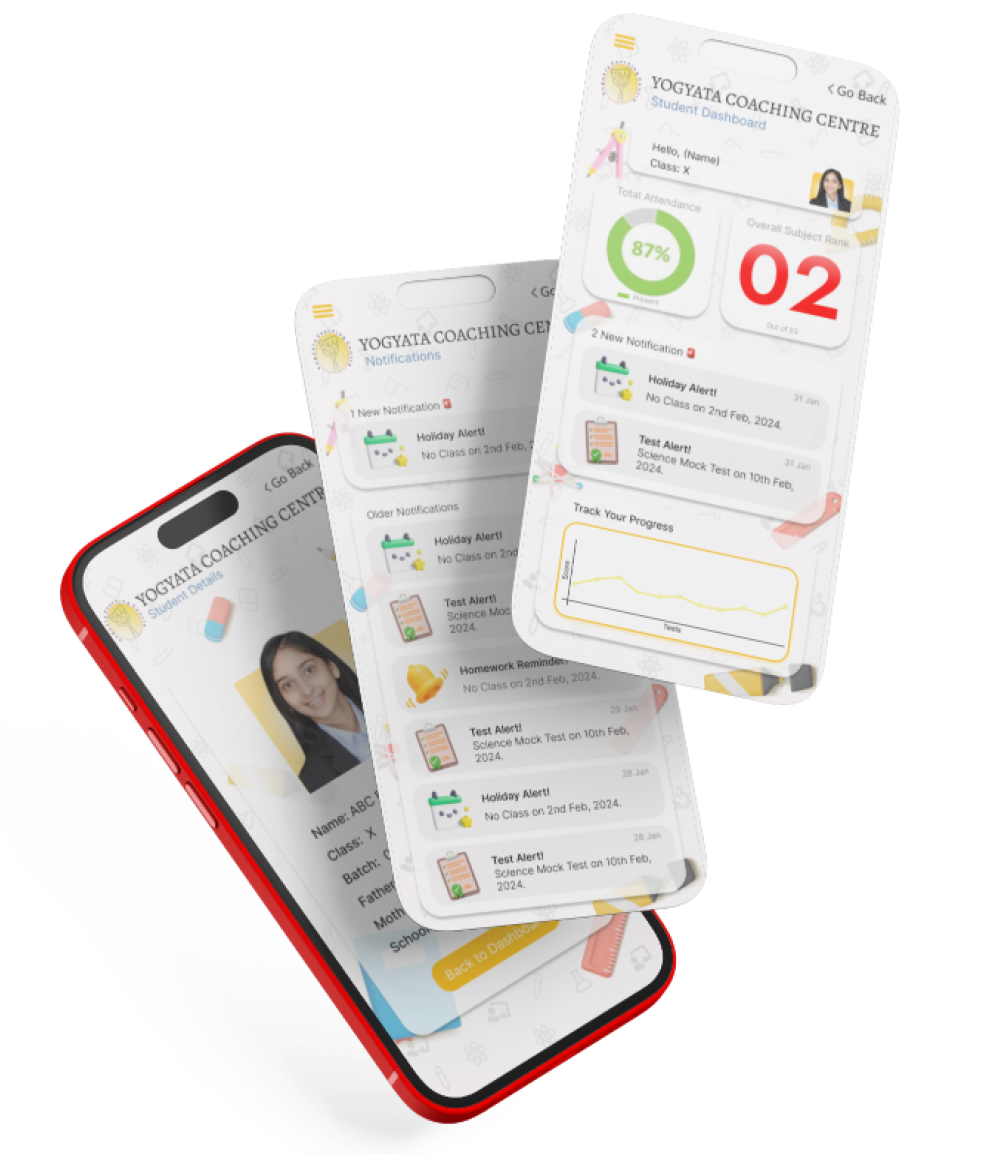 Go Back
YOGYATA COACHING CENTRE
Student Dashboard
Hello, (Name)
Class: X
Total Attendance
87%
Present
Overall Subject Rank
02
Out of 53
2 New Notification
Holiday Alert!
31 Jan
No Class on 2nd Feb, 2024.
Test Alert!
31 Jan
Science Mock Test on 10th Feb,
2024.
Track Your Progress
Score
Tests
Go
YOGYATA COACHING CEN
Notifications
1 New Notification
Holiday Alert!
No Class on 2nd Feb, 2
Older Notifications
Holiday Alert!
No Class on 2nd
Test Alert!
Science Moc
2024.
Homework Reminder!
No Class on 2nd Feb, 2024.
29 Jan
Test Alert!
Science Mock Test on 10th Feb,
2024.
28 Jan
Holiday Alert!
No Class on 2nd Feb, 2024.
28 Jan
Test Alert!
Science Mock Test on 10th Feb,
2024.
Go Back
YOGYATA COACHING CENTR
Student Details
Name: ABC
Class: X
Batch:
Father
Moth
School
Back to Dashboa